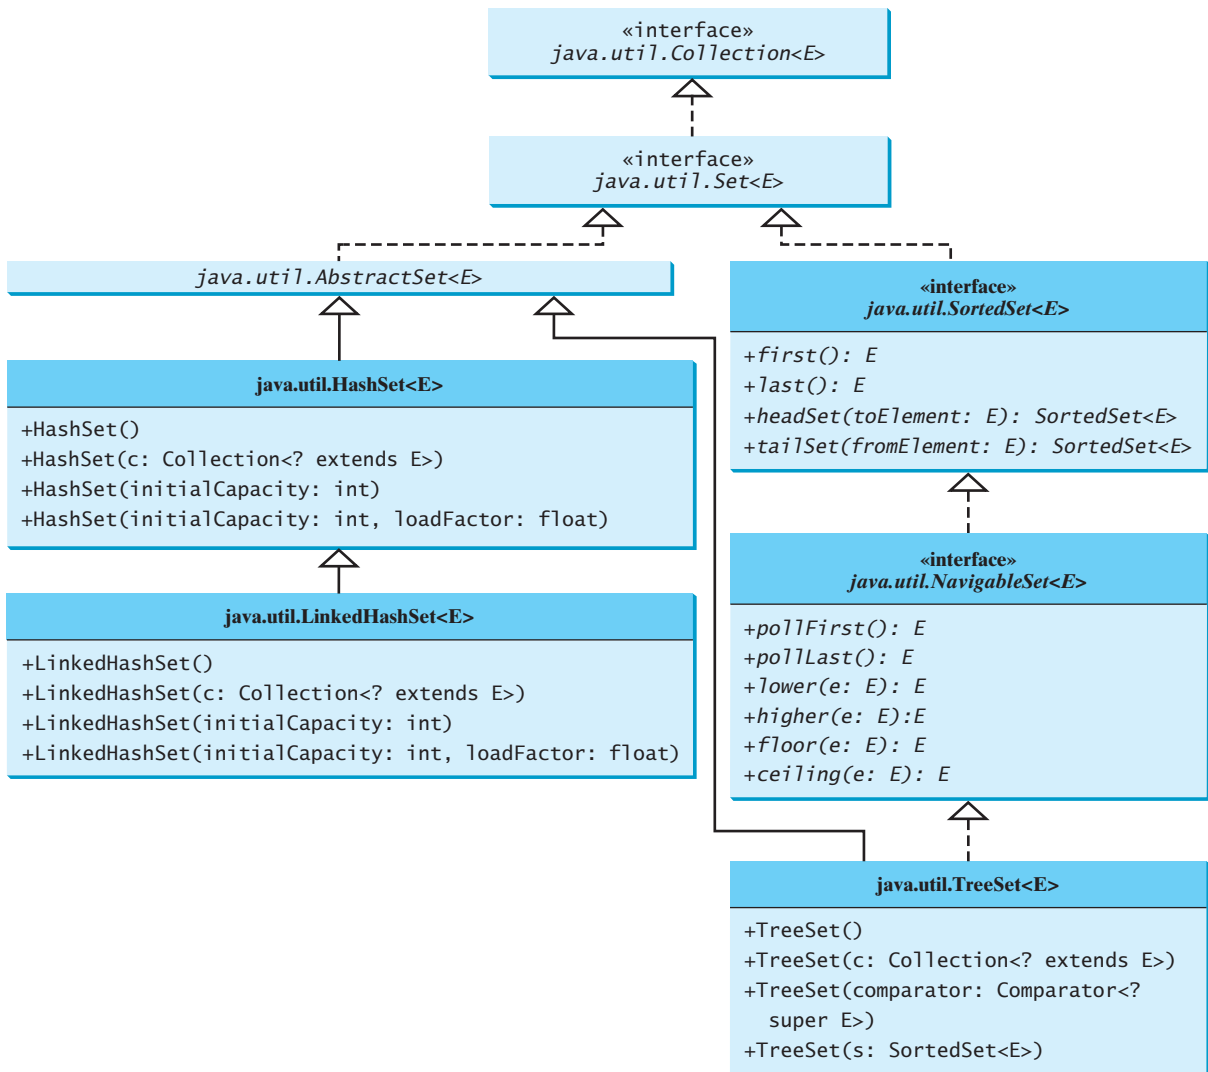 «interface»
java.util.Collection<E>
«interface»
java.util.Set<E>
java.util.AbstractSet<E>
«interface»
java.util.SortedSet<E>
+first(): E
+last(): E
+headSet(toElement: E): SortedSet<E>
+tailSet(fromElement: E): SortedSet<E>
java.util.HashSet<E>
+HashSet()
+HashSet(c: Collection<? extends E>)
+HashSet(initialCapacity: int)
+HashSet(initialCapacity: int, loadFactor: float)
«interface»
java.util.NavigableSet<E>
+pollFirst(): E
+pollLast(): E
+lower(e: E): E
+higher(e: E):E
+floor(e: E): E
+ceiling(e: E): E
java.util.LinkedHashSet<E>
+LinkedHashSet()
+LinkedHashSet(c: Collection<? extends E>)
+LinkedHashSet(initialCapacity: int)
+LinkedHashSet(initialCapacity: int, loadFactor: float)
java.util.TreeSet<E>
+TreeSet()
+TreeSet(c: Collection<? extends E>)
+TreeSet(comparator: Comparator<?
super E>)
+TreeSet(s: SortedSet<E>)